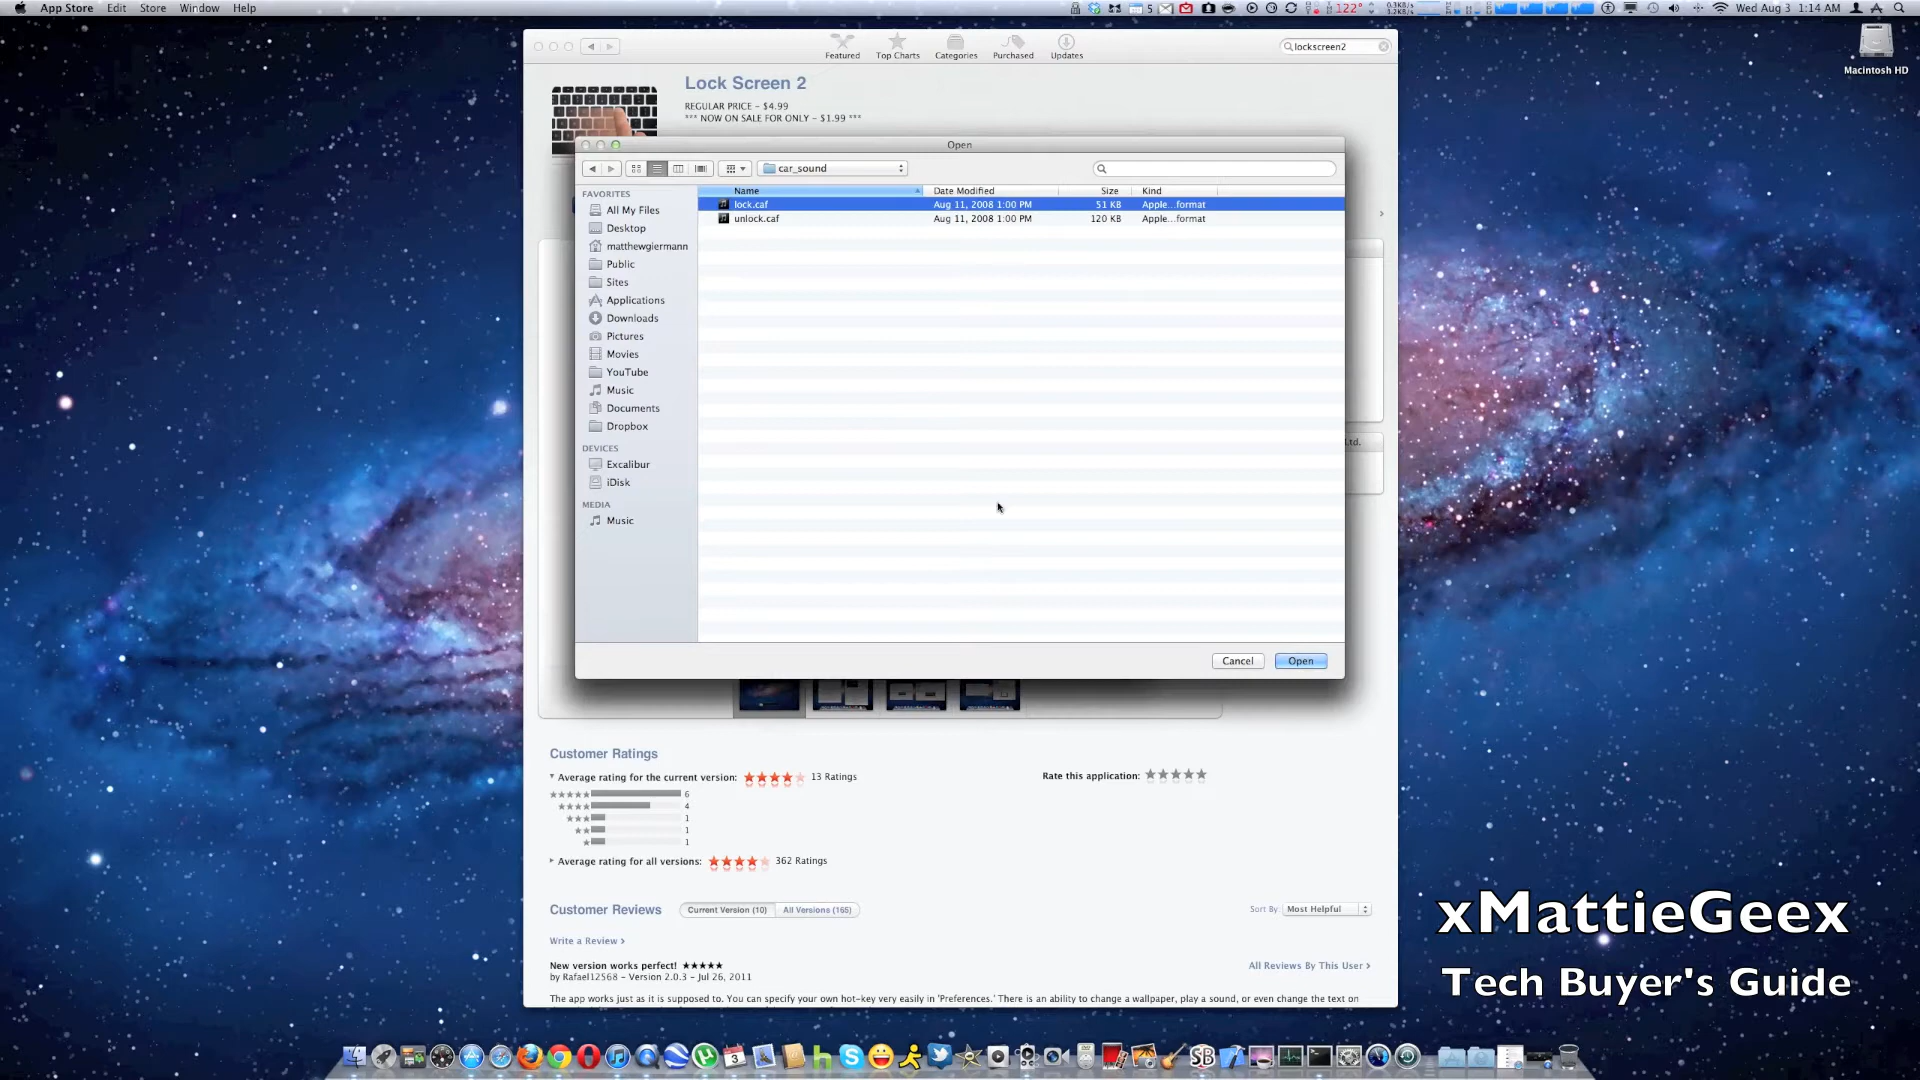 App Store Edit Store Window Help
5
122°
Wed Aug 3 1:14 AM
Macintosh HD
Featured Top Charts Categories Purchased Updates
lockscreen2
Lock Screen 2
REGULAR PRICE - $4.99
*** NOW ON SALE FOR ONLY - $1.99 ***
Open
car_sound
Name Date Modified Size Kind
lock.caf Aug 11, 2008 1:00 PM 51 KB Apple...format
unlock.caf Aug 11, 2008 1:00 PM 120 KB Apple...format
FAVORITES
All My Files
Desktop
matthewgiermann
Public
Sites
Applications
Downloads
Pictures
Movies
YouTube
Music
Documents
Dropbox
DEVICES
Excalibur
iDisk
MEDIA
Music
Ltd.
Cancel Open
Customer Ratings
Average rating for the current version: 13 Ratings
6
4
1
1
1
Rate this application:
Average rating for all versions: 362 Ratings
Customer Reviews Current Version (10) All Versions (165)
Sort By Most Helpful
Write a Review >
New version works perfect! ★★★★★
by Rafael12568 - Version 2.0.3 - Jul 26, 2011
All Reviews By This User >
The app works just as it is supposed to. You can specify your own hot-key very easily in 'Preferences.' There is an ability to change a wallpaper, play a sound, or even change the text on
xMattieGeex
Tech Buyer's Guide